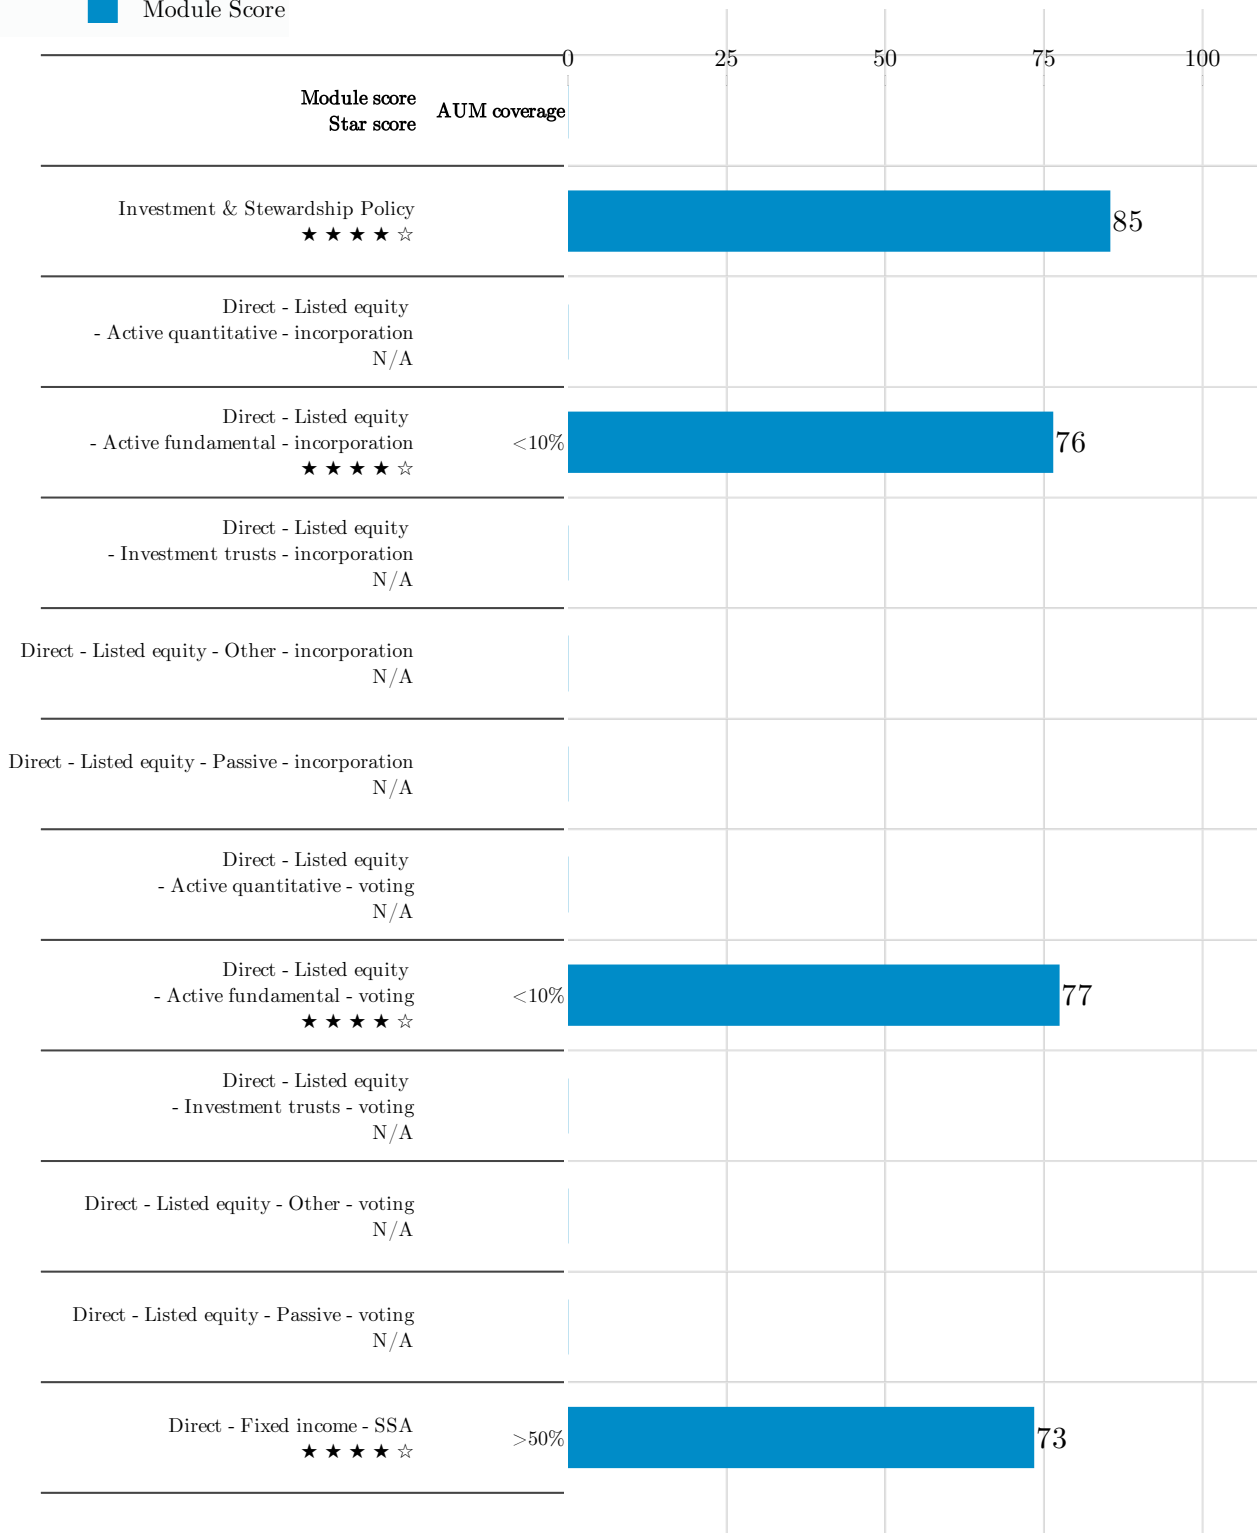 Module Score
0 25 50 75 100
Module score
Star score
AUM coverage
Investment & Stewardship Policy
★ ★ ★ ★ ☆
85
Direct - Listed equity
- Active quantitative - incorporation
N/A
Direct - Listed equity
- Active fundamental - incorporation
★ ★ ★ ★ ☆
<10%
76
Direct - Listed equity
- Investment trusts - incorporation
N/A
Direct - Listed equity - Other - incorporation
N/A
Direct - Listed equity - Passive - incorporation
N/A
Direct - Listed equity
- Active quantitative - voting
N/A
Direct - Listed equity
- Active fundamental - voting
★ ★ ★ ★ ☆
<10%
77
Direct - Listed equity
- Investment trusts - voting
N/A
Direct - Listed equity - Other - voting
N/A
Direct - Listed equity - Passive - voting
N/A
Direct - Fixed income - SSA
★ ★ ★ ★ ☆
>50%
73